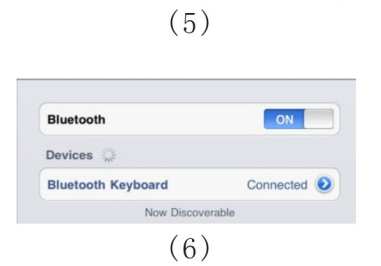 (5)
Bluetooth ON
Devices
Bluetooth Keyboard Connected
Now Discoverable
(6)